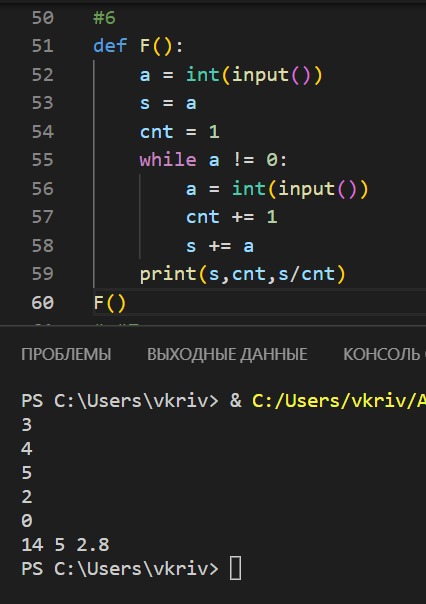 50 #6
51 def F():
52     a = int(input())
53     s = a
54     cnt = 1
55     while a != 0:
56         a = int(input())
57         cnt += 1
58         s += a
59     print(s,cnt,s/cnt)
60 F()
ПРОБЛЕМЫ ВЫХОДНЫЕ ДАННЫЕ КОНСОЛЬ
PS C:\Users\vkriv> & C:/Users/vkriv/A
3
4
5
2
0
14 5 2.8
PS C:\Users\vkriv>